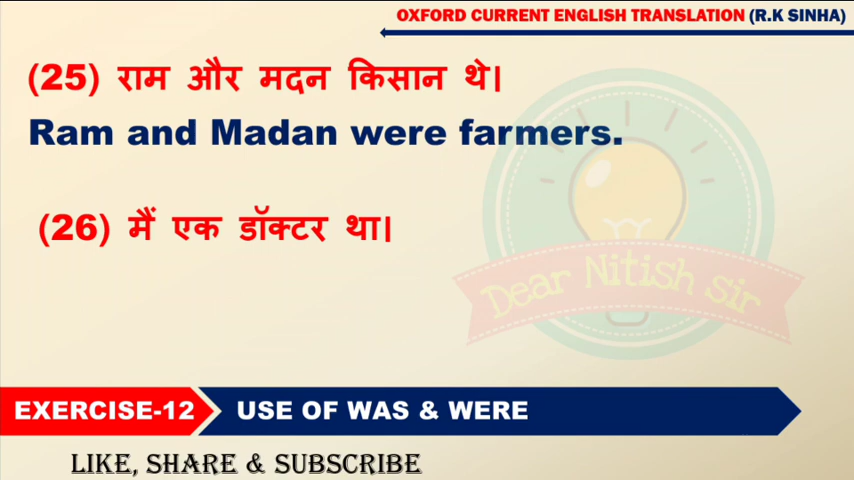 OXFORD CURRENT ENGLISH TRANSLATION (R.K SINHA)
(25) राम और मदन किसान थे।
Ram and Madan were farmers.
(26) मैं एक डॉक्टर था।
Dear Nitish sir
EXERCISE-12 USE OF WAS & WERE
LIKE, SHARE & SUBSCRIBE